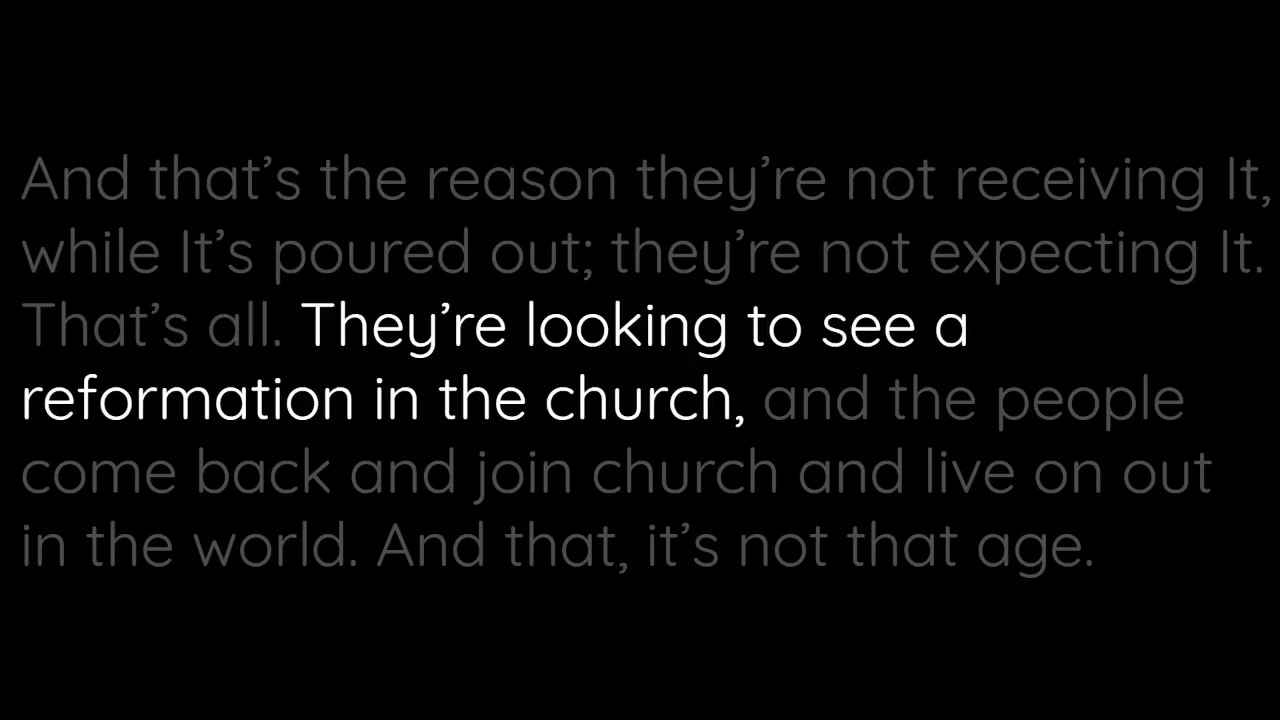 And that’s the reason they’re not receiving It,
while It’s poured out; they’re not expecting It.
That’s all. They’re looking to see a
reformation in the church, and the people
come back and join church and live on out
in the world. And that, it’s not that age.